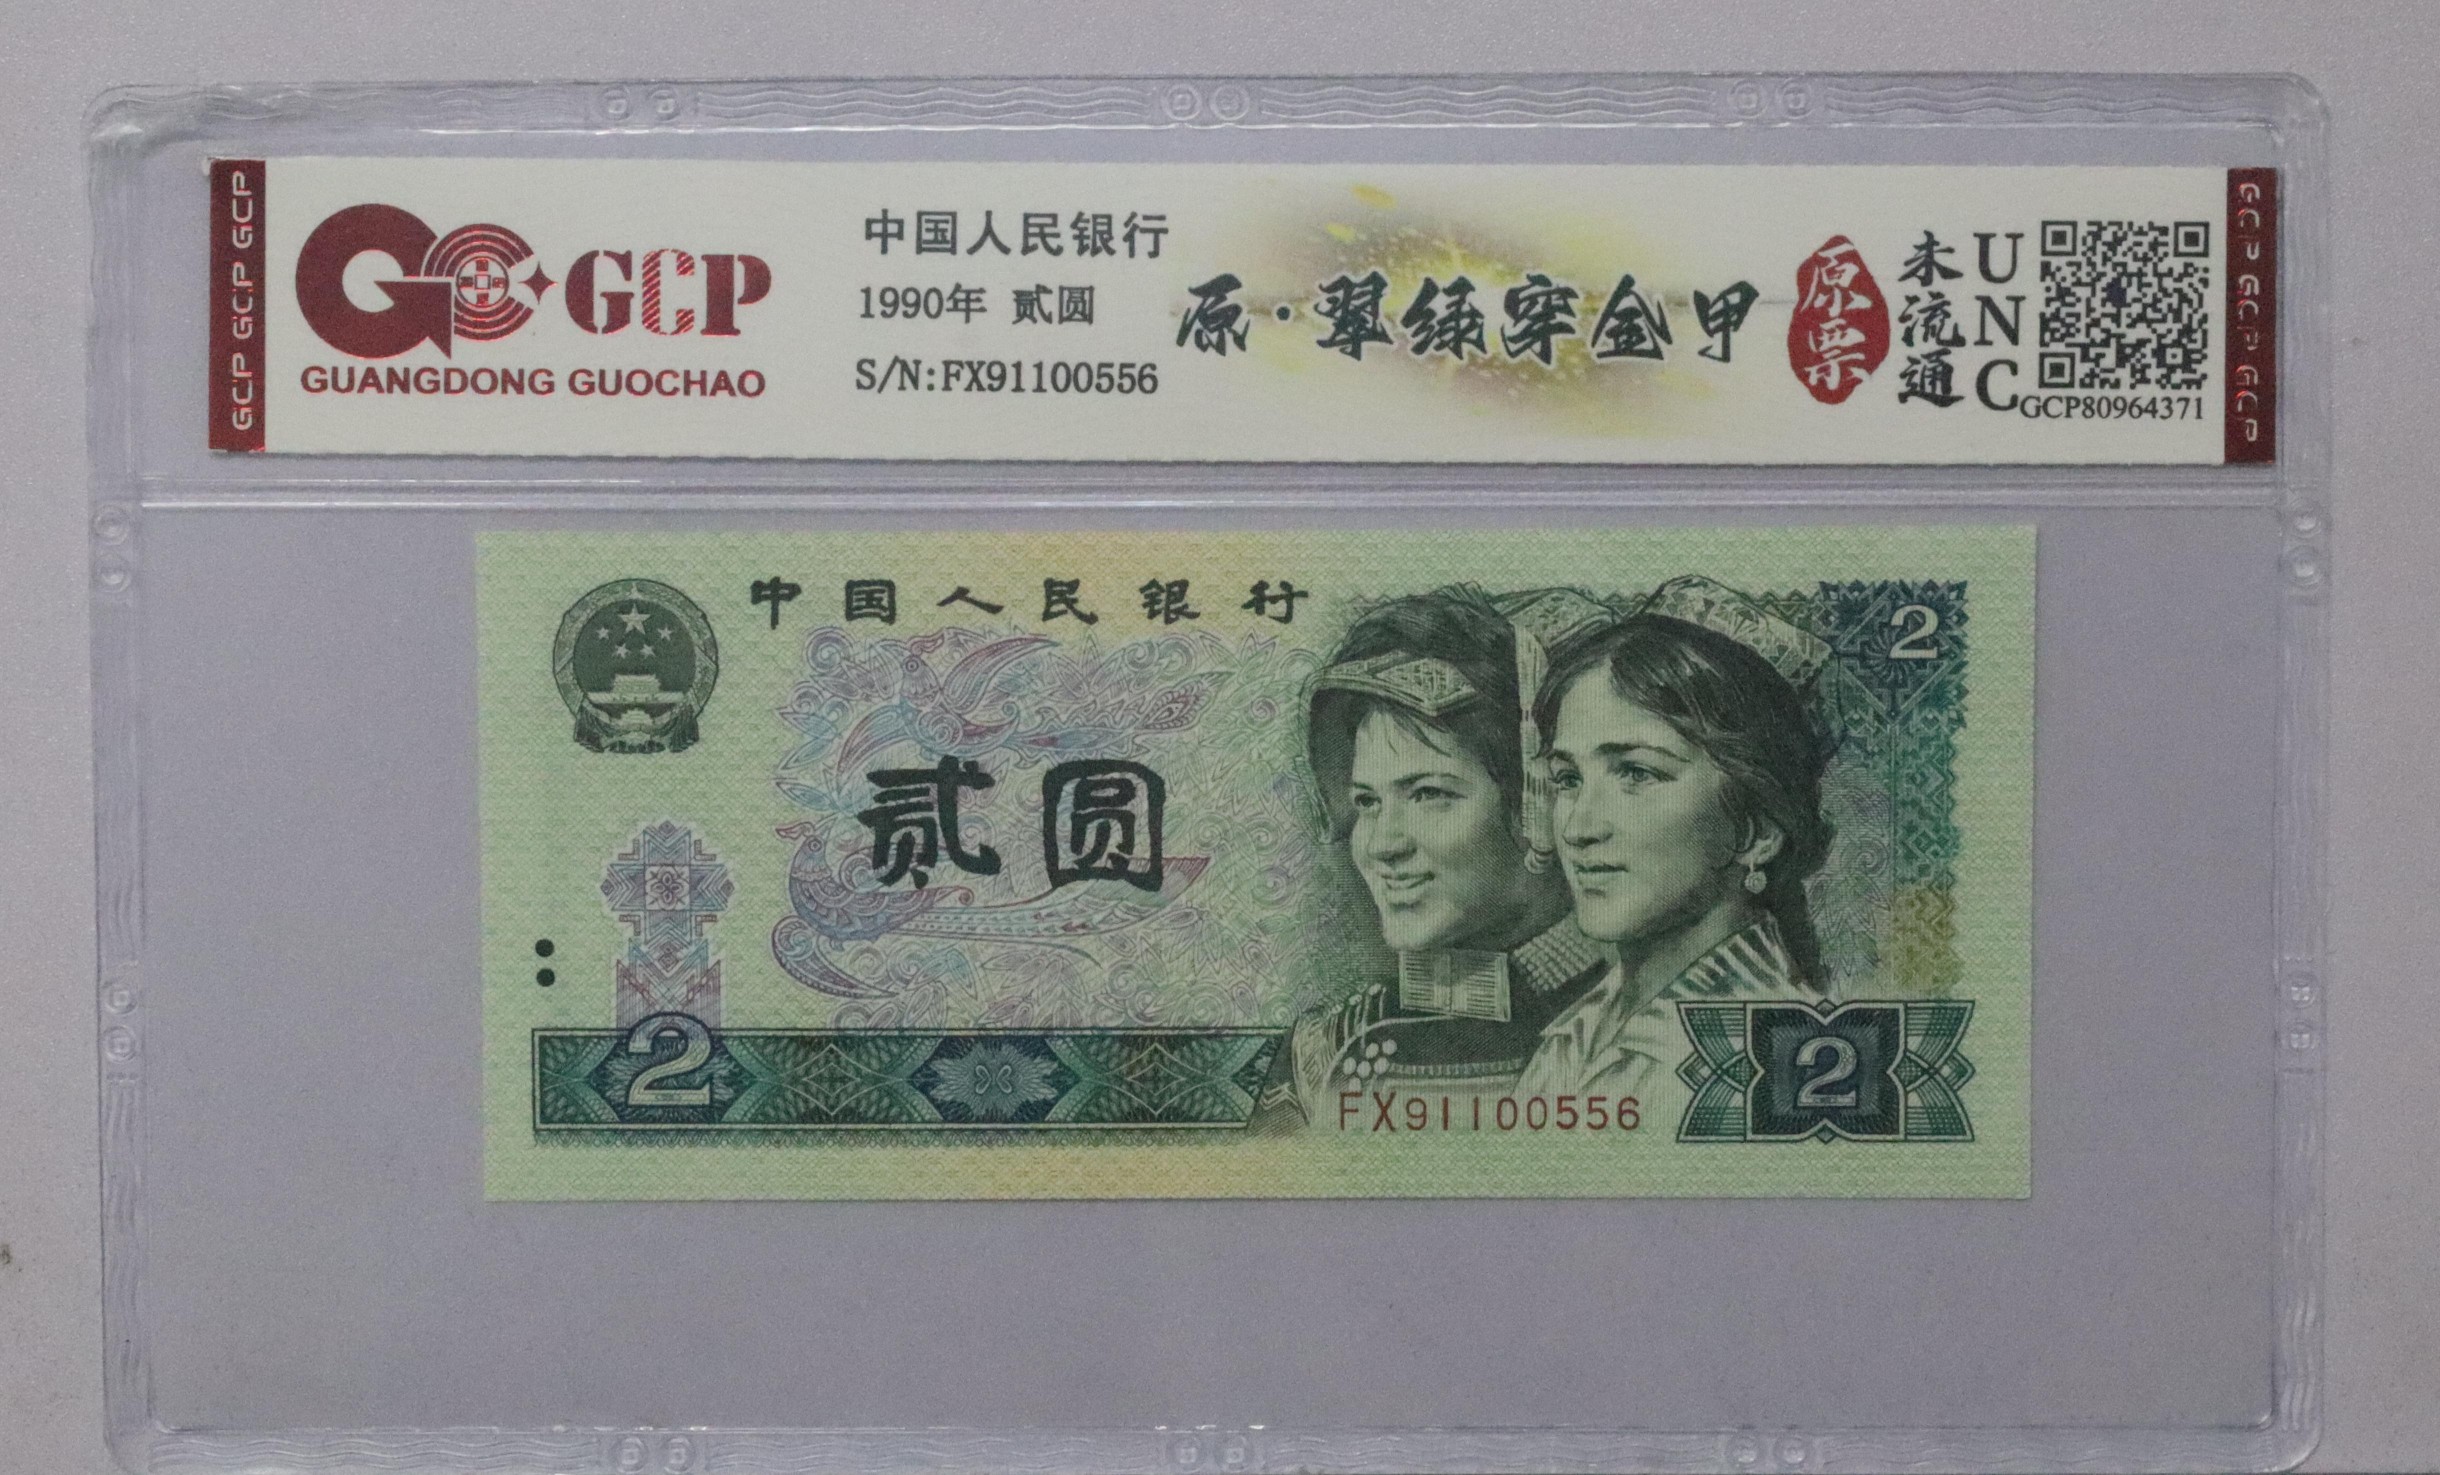 GCP GCP GCP
GCP
GUANGDONG GUOCHAO
中国人民银行
1990年 贰圆
S/N:FX91100556
原·翠绿穿金甲
原票
未流通
UNC
GCP80964371
GCP GCP GCP
中国人民银行
2
贰圆
2
FX91100556
2